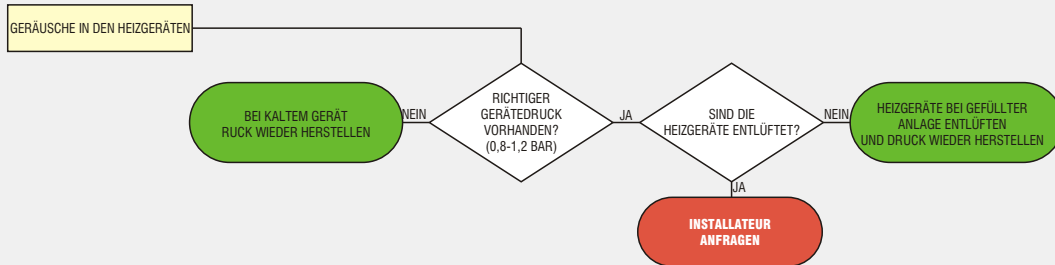 GERÄUSCHE IN DEN HEIZGERÄTEN
BEI KALTEM GERÄT
RUCK WIEDER HERSTELLEN
NEIN
RICHTIGER
GERÄTEDRUCK
VORHANDEN?
(0,8-1,2 BAR)
JA
SIND DIE
HEIZGERÄTE ENTLÜFTET?
NEIN
HEIZGERÄTE BEI GEFÜLLTER
ANLAGE ENTLÜFTEN
UND DRUCK WIEDER HERSTELLEN
JA
INSTALLATEUR
ANFRAGEN